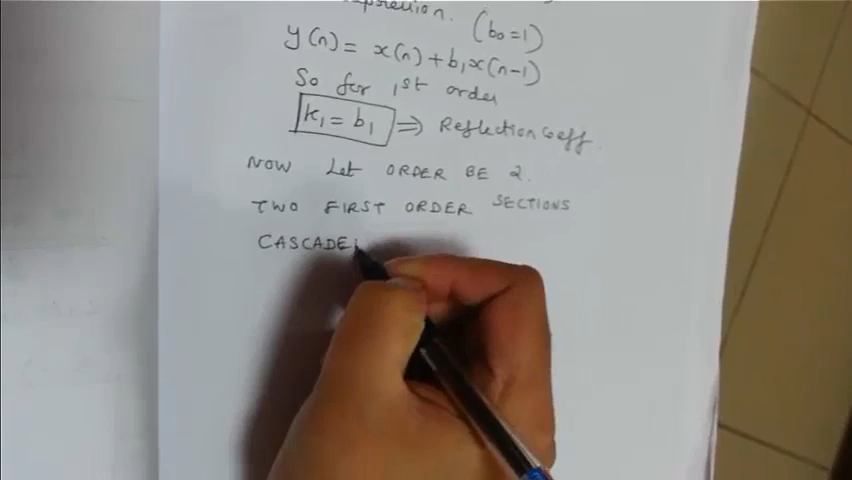 (b0=1)
y(n) = x(n) + b1x(n-1)
So for 1st order
K1 = b1 ⇒ Reflection Coeff.
NOW Let ORDER BE 2.
TWO FIRST ORDER SECTIONS
CASCADE